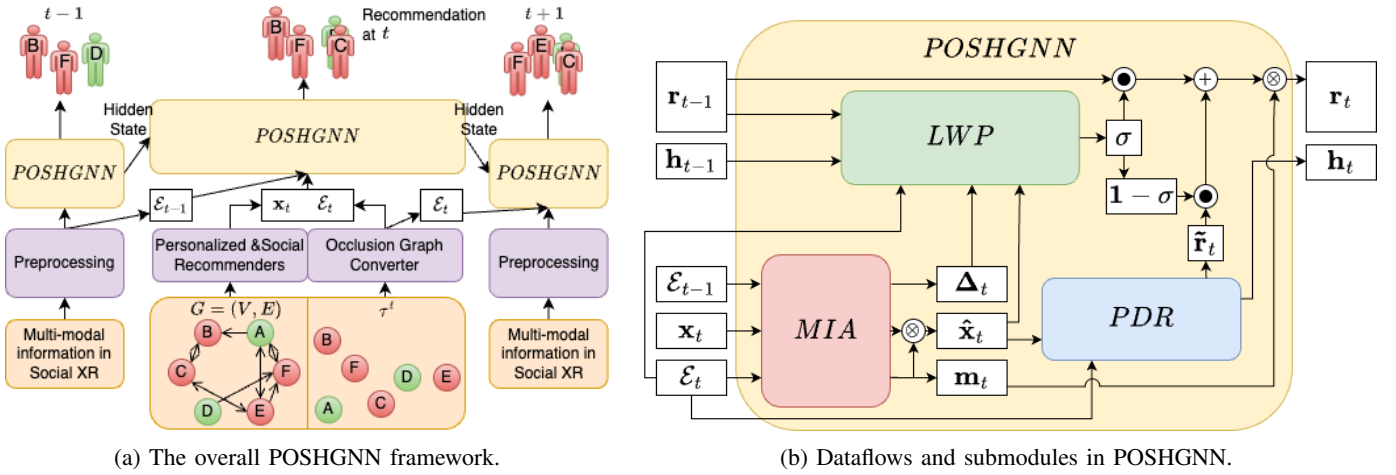 t − 1
B
F
D
Recommendation
at t
B
F
C
t + 1
E
F
C
Hidden
State
Hidden
State
POSHGNN
POSHGNN
POSHGNN
ℰt−1
xt ℰt
ℰt
Preprocessing
Personalized &Social
Recommenders
Occlusion Graph
Converter
Preprocessing
Multi-modal
information in
Social XR
G = (V, E)
B
A
C
F
D
E
τ^t
B
F
D
E
C
A
Multi-modal
information in
Social XR
(a) The overall POSHGNN framework.
POSHGNN
rt−1
ht−1
LWP
σ
1 − σ
+
⊗
rt
ht
r̃t
ℰt−1
xt
ℰt
MIA
Δt
⊗
x̂t
mt
PDR
(b) Dataflows and submodules in POSHGNN.